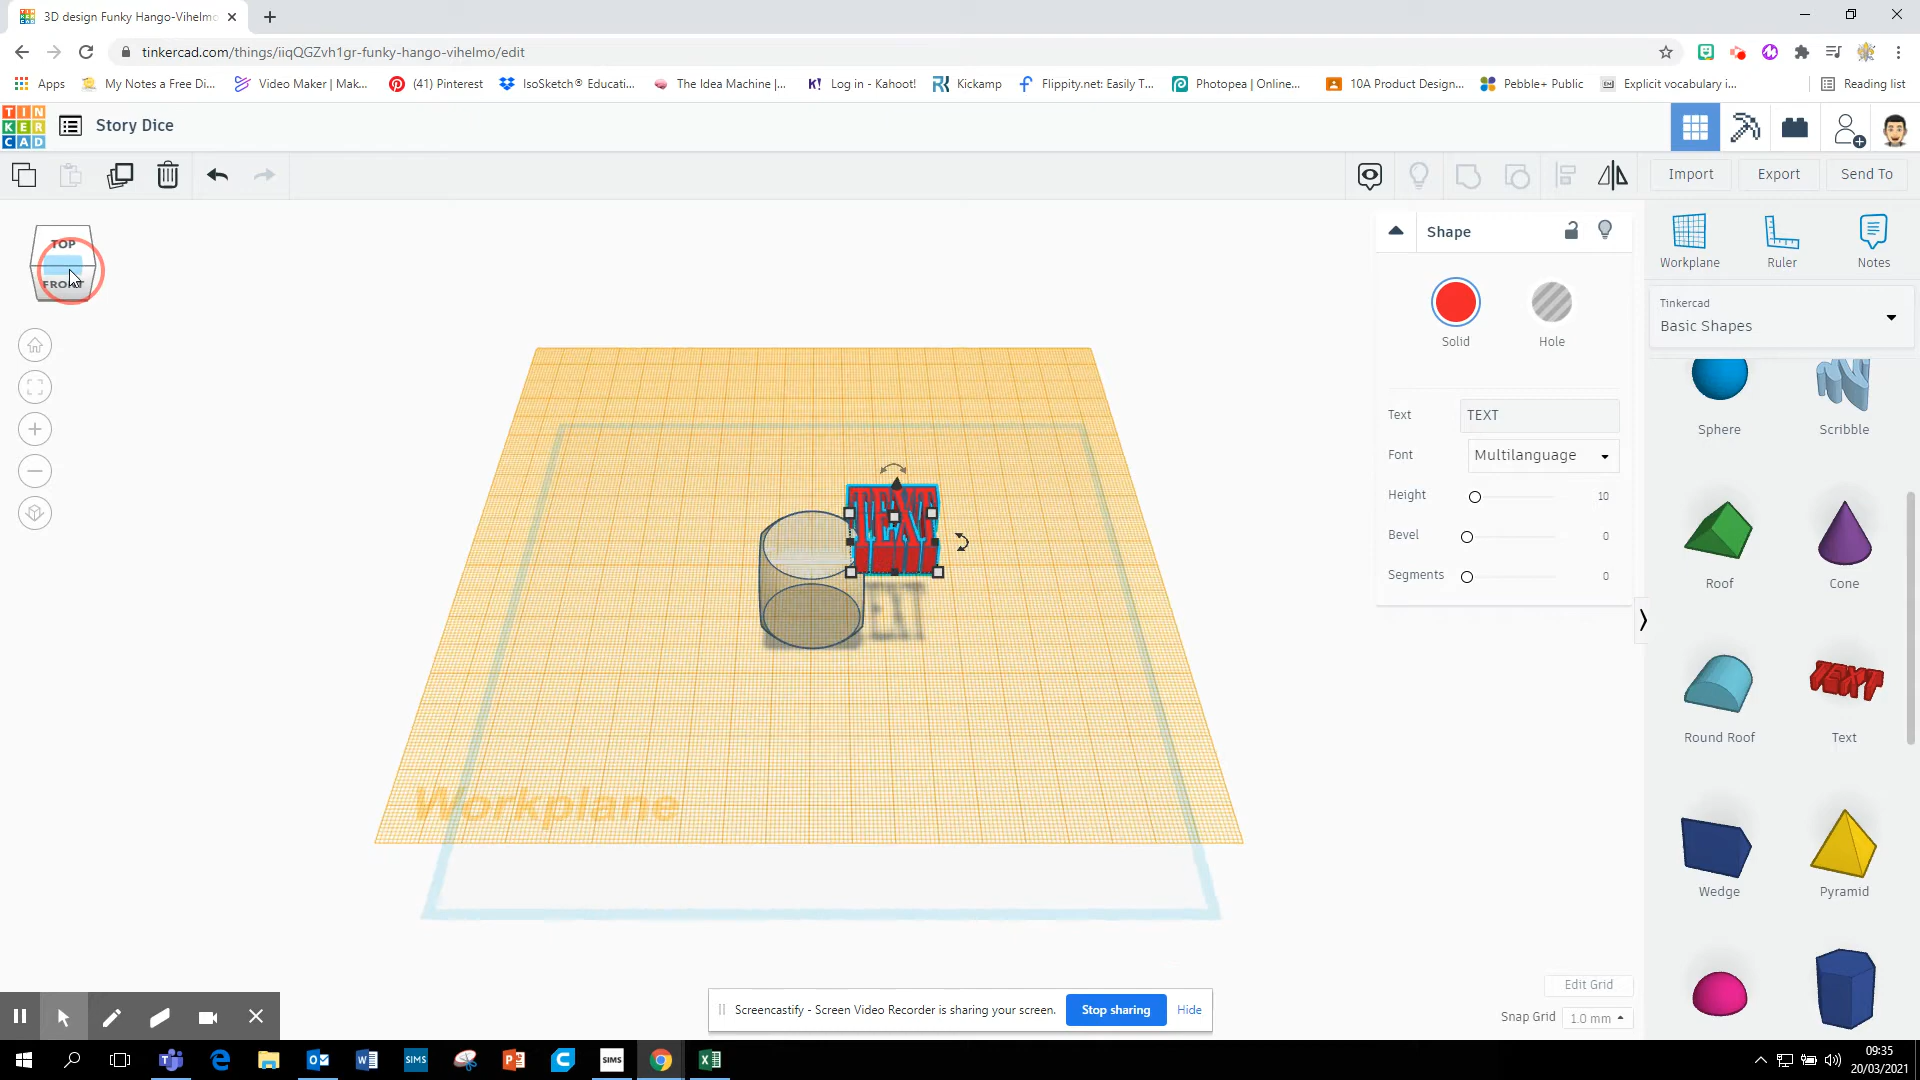 3D design Funky Hango-Vihelmo
tinkercad.com/things/iiqQGZvh1gr-funky-hango-vihelmo/edit
Apps
My Notes a Free Di...
Video Maker | Mak...
(41) Pinterest
IsoSketch® Educati...
The Idea Machine |...
Log in - Kahoot!
Kickamp
Flippity.net: Easily T...
Photopea | Online...
10A Product Design...
Pebble+ Public
Explicit vocabulary i...
Reading list
TIN
KER
CAD
Story Dice
Import
Export
Send To
TOP
FRONT
Shape
Solid
Hole
Text
TEXT
Font
Multilanguage
Height
10
Bevel
0
Segments
0
TEXT
EXT
Workplane
Workplane
Ruler
Notes
Tinkercad
Basic Shapes
Sphere
Scribble
Roof
Cone
Round Roof
TEXT
Text
Wedge
Pyramid
Edit Grid
Snap Grid
1.0 mm
Screencastify - Screen Video Recorder is sharing your screen.
Stop sharing
Hide
SIMS
SIMS
09:35
20/03/2021